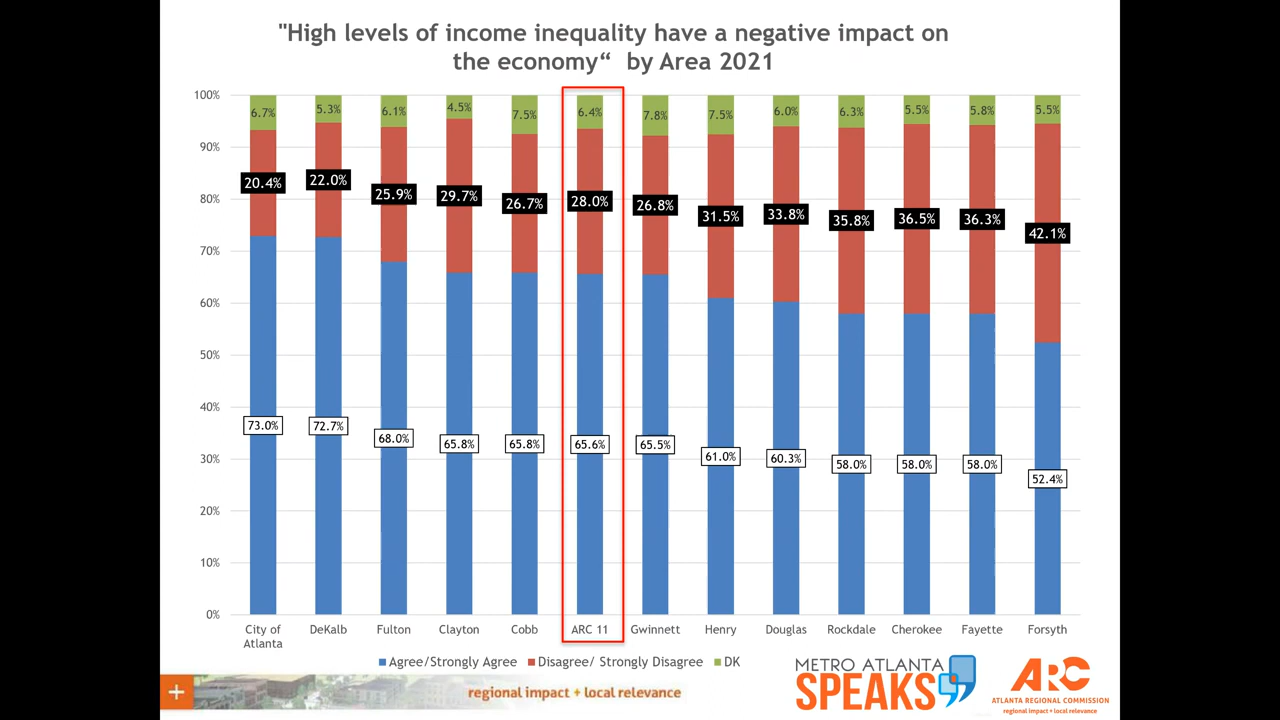 "High levels of income inequality have a negative impact on
the economy“ by Area 2021
100%
90%
80%
70%
60%
50%
40%
30%
20%
10%
0%
6.7% 5.3% 6.1% 4.5% 7.5% 6.4% 7.8% 7.5% 6.0% 6.3% 5.5% 5.8% 5.5%
20.4% 22.0% 25.9% 29.7% 26.7% 28.0% 26.8% 31.5% 33.8% 35.8% 36.5% 36.3% 42.1%
73.0% 72.7% 68.0% 65.8% 65.8% 65.6% 65.5% 61.0% 60.3% 58.0% 58.0% 58.0% 52.4%
City of Atlanta DeKalb Fulton Clayton Cobb ARC 11 Gwinnett Henry Douglas Rockdale Cherokee Fayette Forsyth
Agree/Strongly Agree Disagree/ Strongly Disagree DK
regional impact + local relevance
METRO ATLANTA
SPEAKS
ARC
ATLANTA REGIONAL COMMISSION
regional impact + local relevance